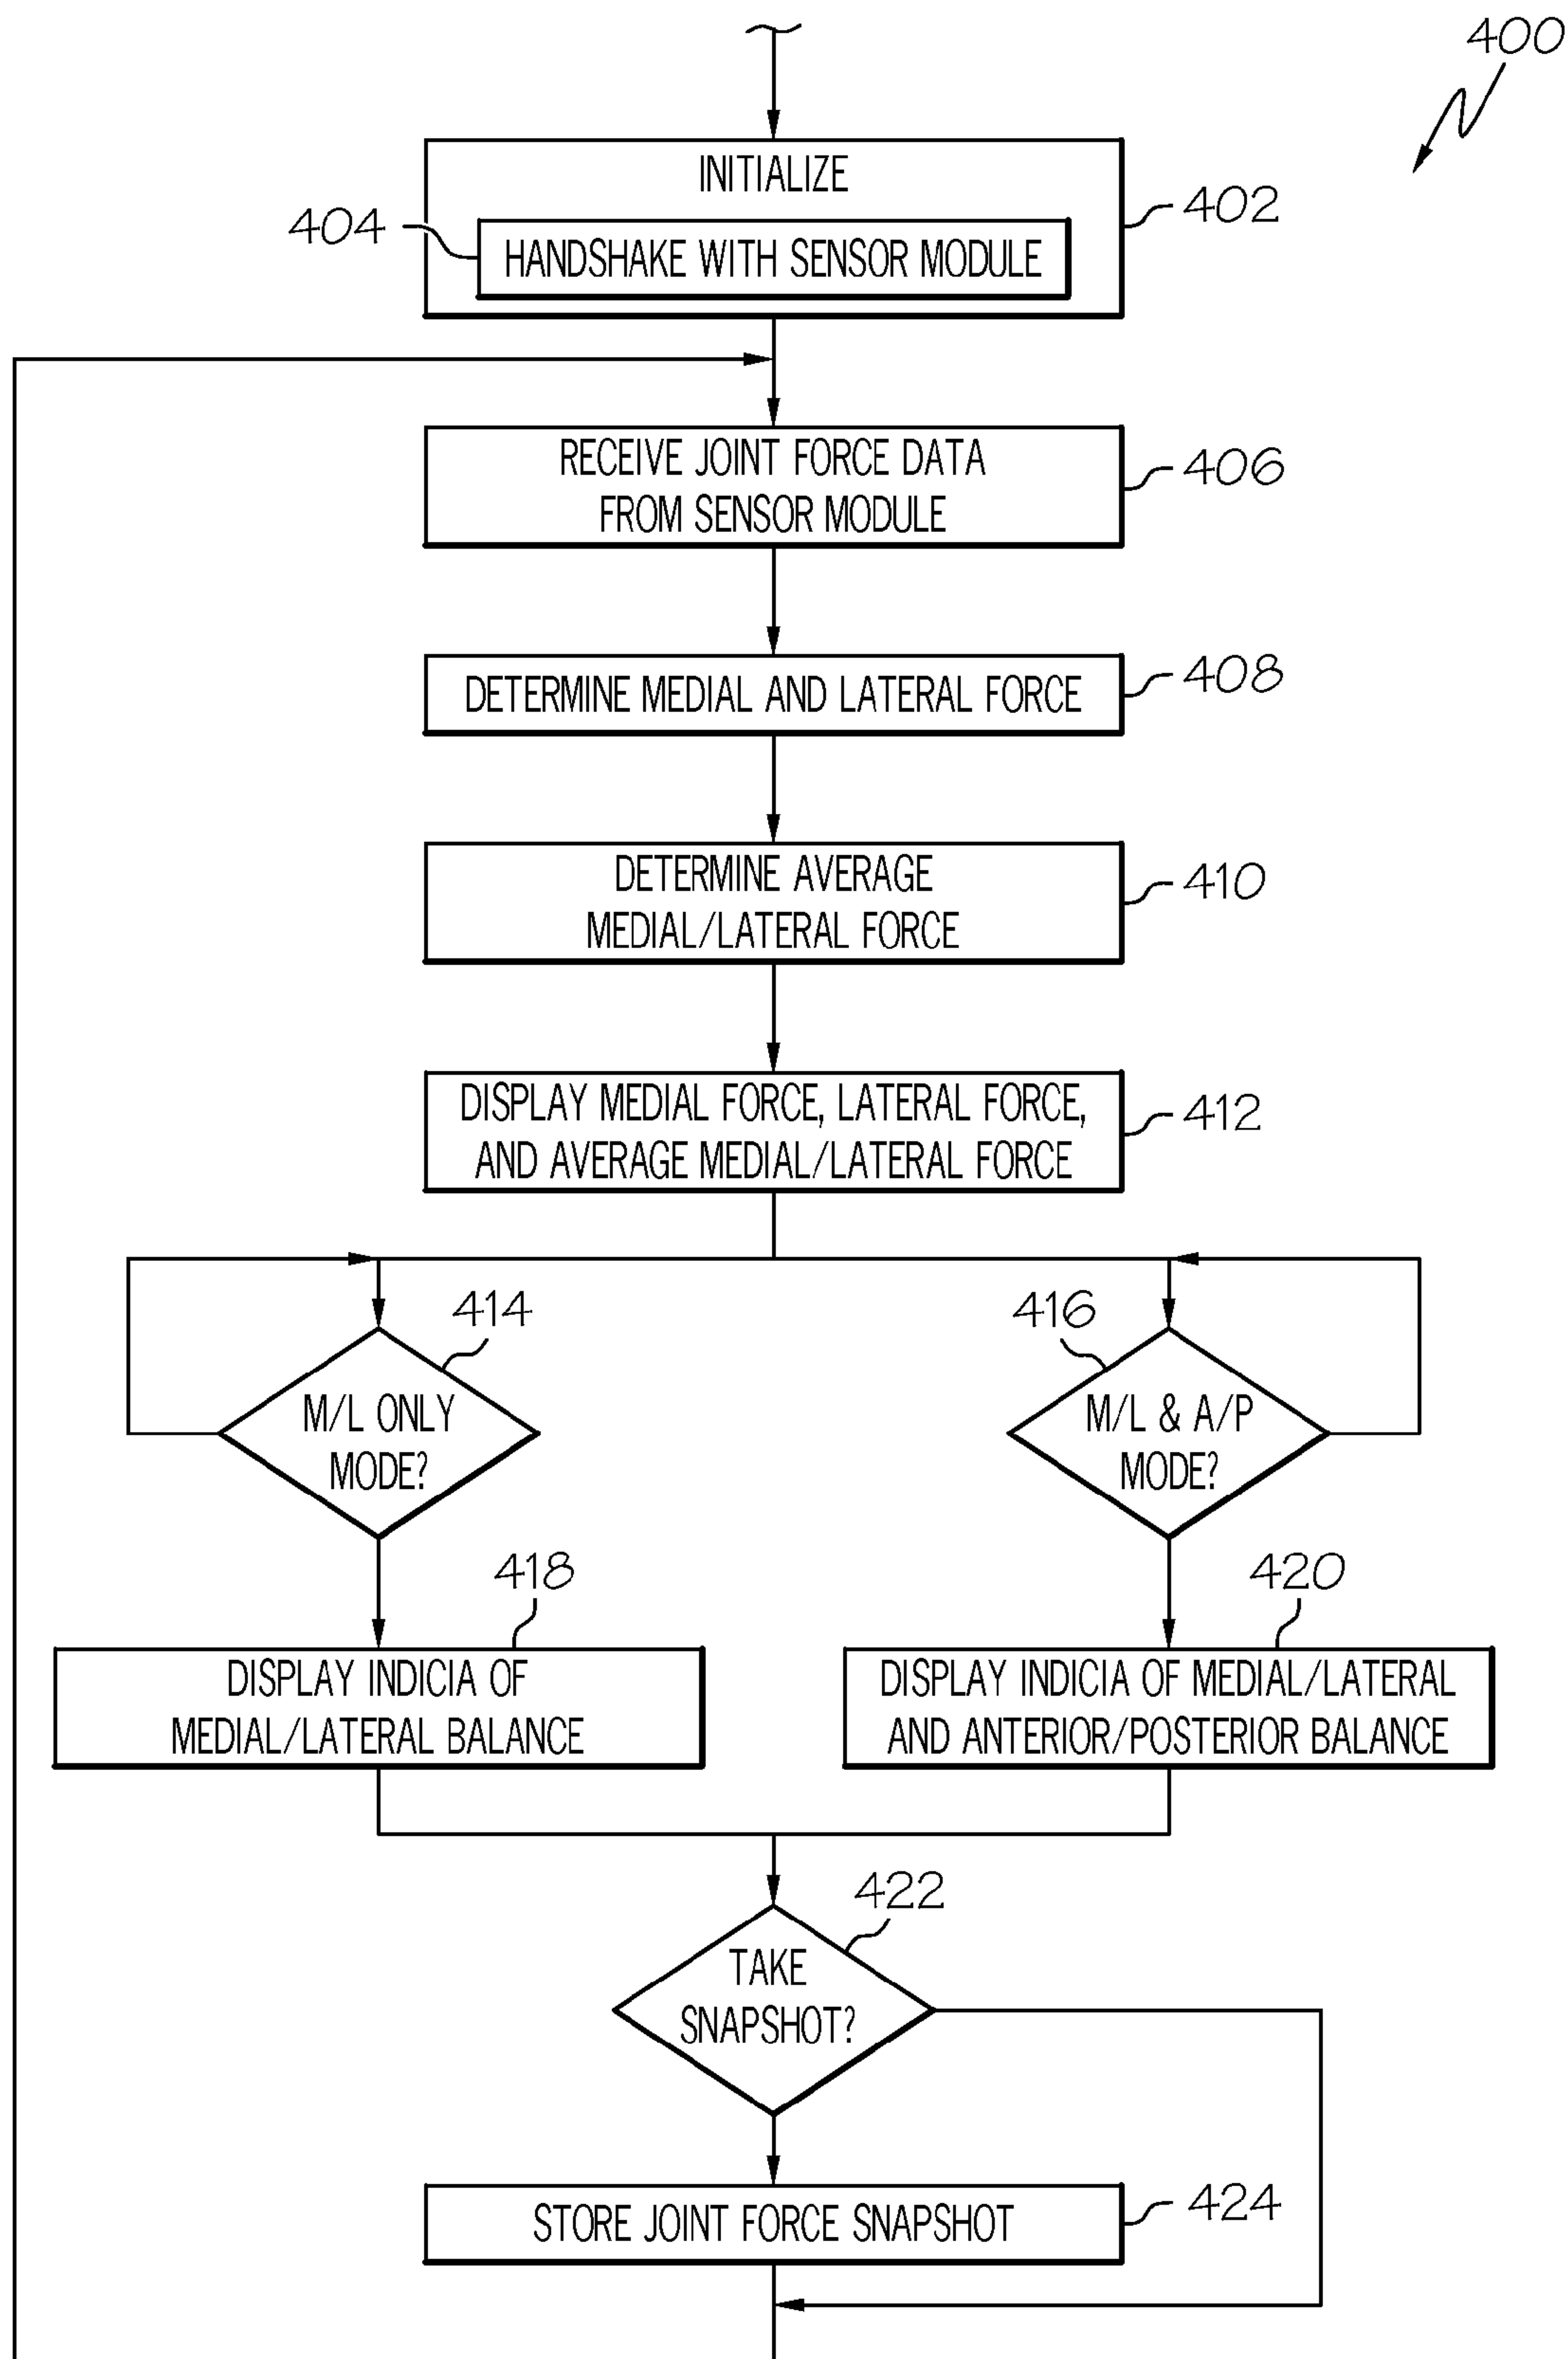 400
INITIALIZE
402
404
HANDSHAKE WITH SENSOR MODULE
RECEIVE JOINT FORCE DATA
FROM SENSOR MODULE
406
DETERMINE MEDIAL AND LATERAL FORCE
408
DETERMINE AVERAGE
MEDIAL/LATERAL FORCE
410
DISPLAY MEDIAL FORCE, LATERAL FORCE,
AND AVERAGE MEDIAL/LATERAL FORCE
412
414
M/L ONLY
MODE?
416
M/L & A/P
MODE?
418
DISPLAY INDICIA OF
MEDIAL/LATERAL BALANCE
420
DISPLAY INDICIA OF MEDIAL/LATERAL
AND ANTERIOR/POSTERIOR BALANCE
422
TAKE
SNAPSHOT?
STORE JOINT FORCE SNAPSHOT
424